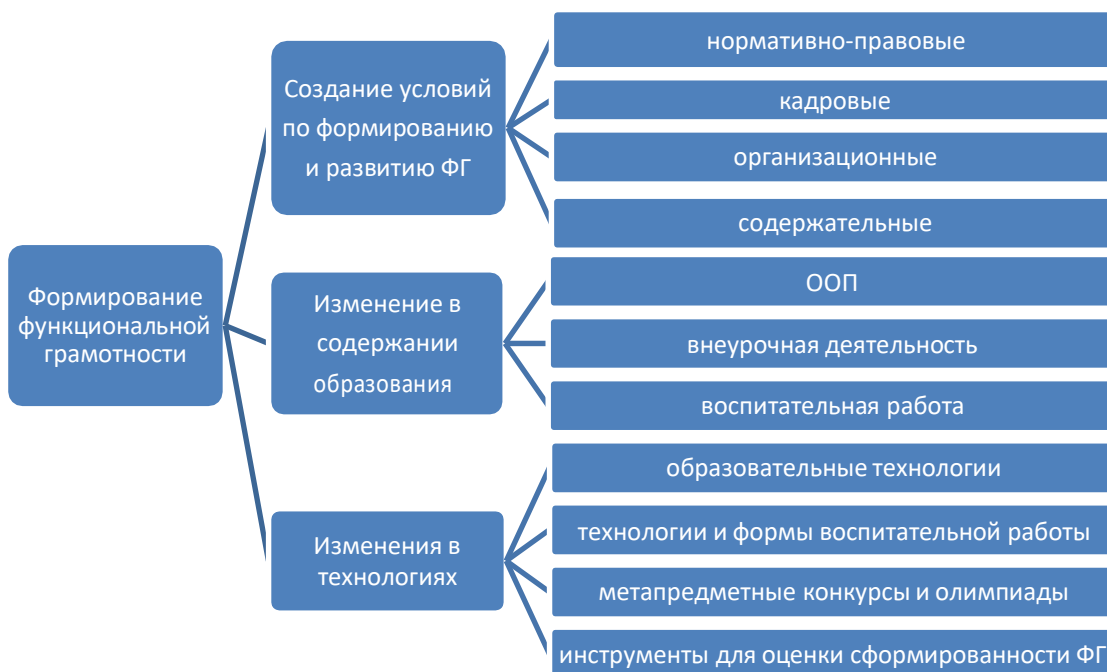 Формирование
функциональной
грамотности
Создание условий
по формированию
и развитию ФГ
нормативно-правовые
кадровые
организационные
содержательные
Изменение в
содержании
образования
ООП
внеурочная деятельность
воспитательная работа
Изменения в
технологиях
образовательные технологии
технологии и формы воспитательной работы
метапредметные конкурсы и олимпиады
инструменты для оценки сформированности ФГ